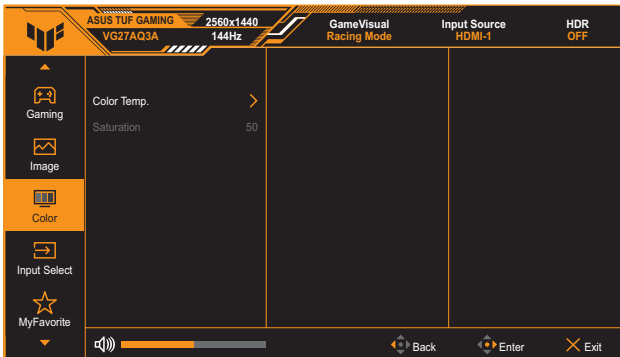 ASUS TUF GAMING 2560x1440 GameVisual Input Source HDR
VG27AQ3A 144Hz Racing Mode HDMI-1 OFF
Gaming
Image
Color
Input Select
MyFavorite
Color Temp.
Saturation 50
Back Enter Exit